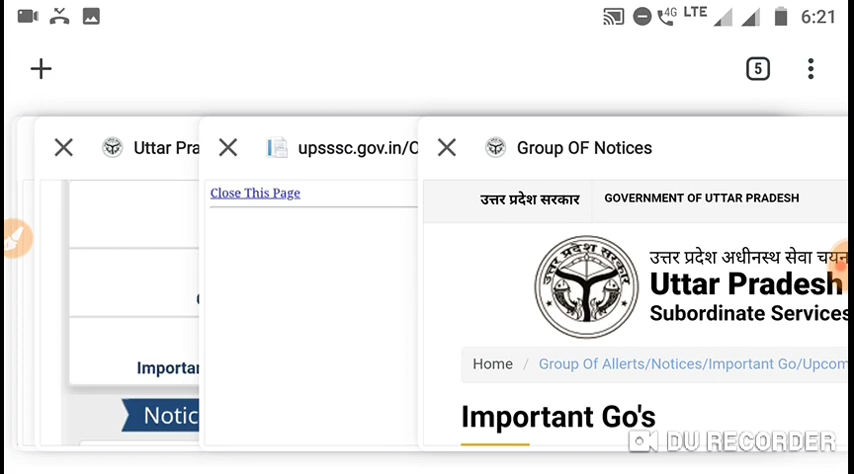 4G LTE 6:21
5
Uttar Pra
upsssc.gov.in/C
Group OF Notices
Close This Page
उत्तर प्रदेश सरकार
GOVERNMENT OF UTTAR PRADESH
उत्तर प्रदेश अधीनस्थ सेवा चयन
Uttar Pradesh
Subordinate Services
Home / Group Of Allerts/Notices/Important Go/Upcom
Importan
Notic
Important Go's
DU RECORDER